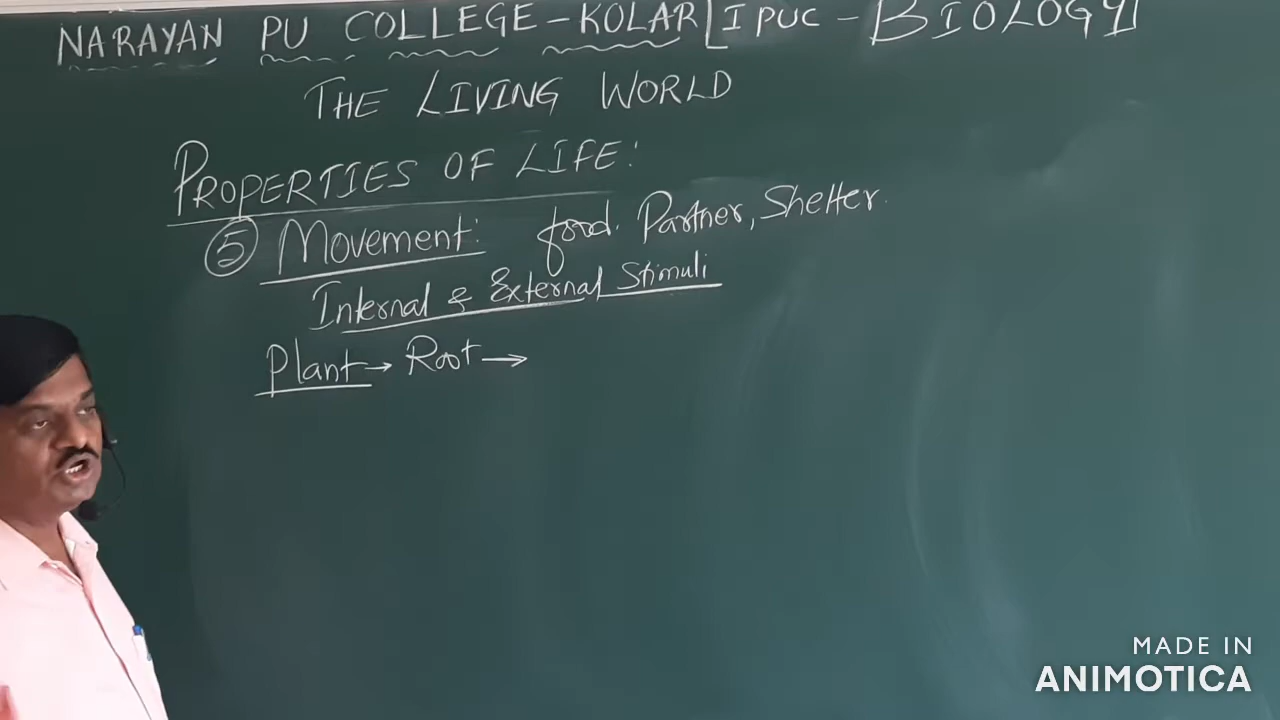 NARAYAN PU COLLEGE - KOLAR [I PUC - BIOLOGY]
THE LIVING WORLD
PROPERTIES OF LIFE:
⑤ Movement: food. Partner, Shelter.
Internal & External Stimuli
Plant → Root →
MADE IN
ANIMOTICA